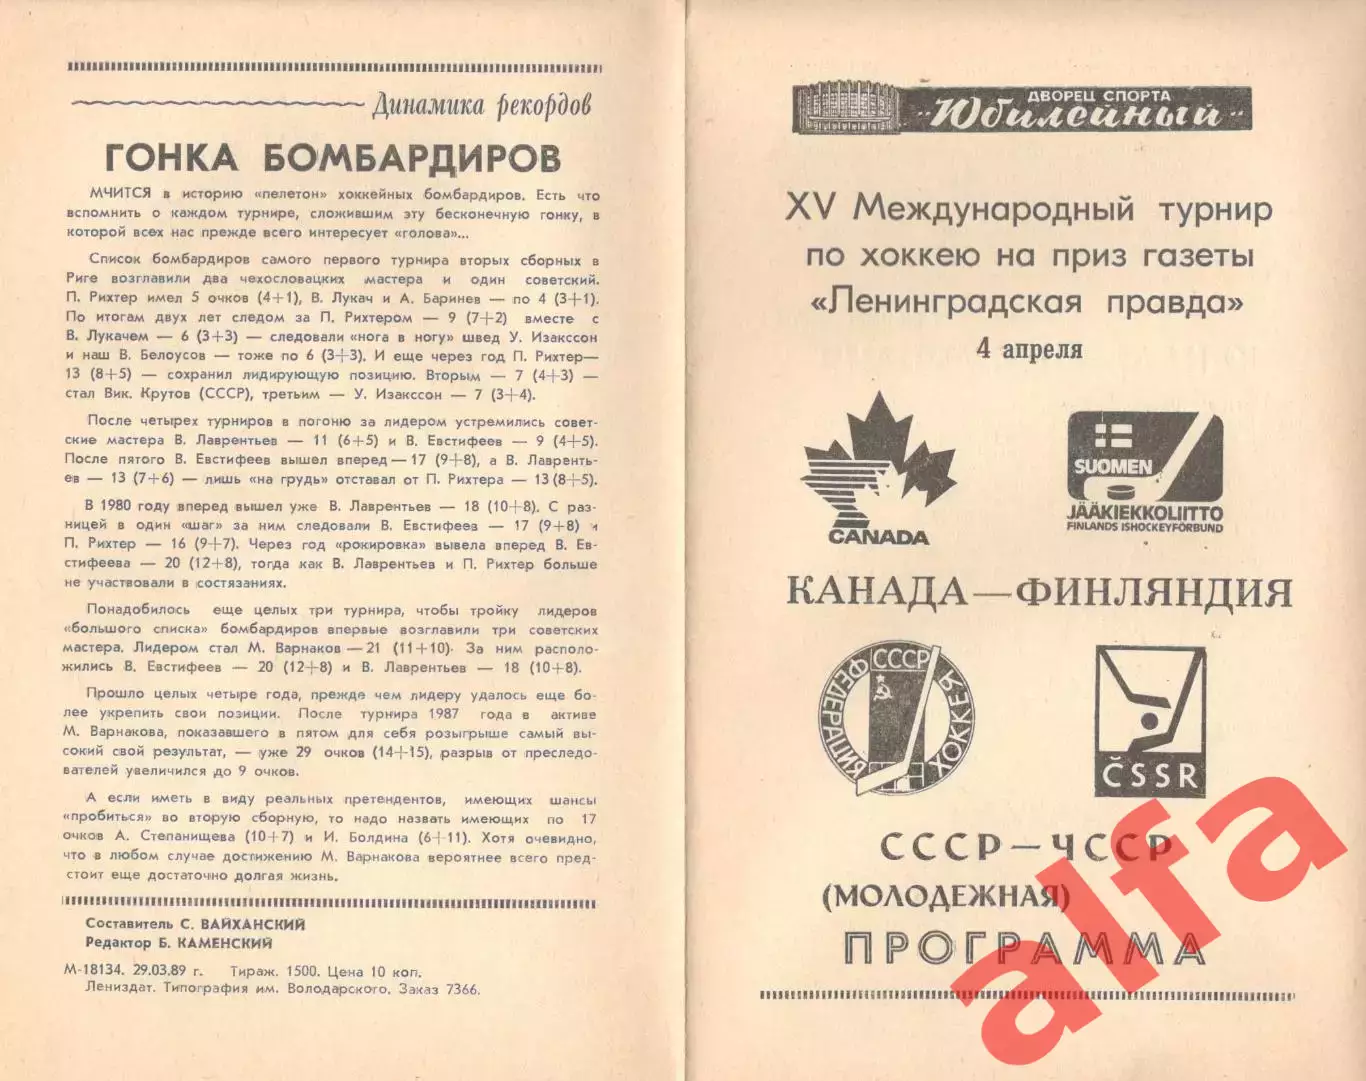 Динамика рекордов
ГОНКА БОМБАРДИРОВ
МЧИТСЯ в историю «пелетон» хоккейных бомбардиров. Есть что
вспомнить о каждом турнире, сложившим эту бесконечную гонку, в
которой всех нас прежде всего интересует «голова»...
Список бомбардиров самого первого турнира вторых сборных в
Риге возглавили два чехословацких мастера и один советский.
П. Рихтер имел 5 очков (4+1), В. Лукач и А. Баринев — по 4 (3+1).
По итогам двух лет следом за П. Рихтером — 9 (7+2) вместе с
В. Лукачем — 6 (3+3) — следовали «нога в ногу» швед У. Изакссон
и наш В. Белоусов — тоже по 6 (3+3). И еще через год П. Рихтер—
13 (8+5) — сохранил лидирующую позицию. Вторым — 7 (4+3) —
стал Вик. Крутов (СССР), третьим — У. Изакссон — 7 (3+4).
После четырех турниров в погоню за лидером устремились совет-
ские мастера В. Лаврентьев — 11 (6+5) и В. Евстифеев — 9 (4+5).
После пятого В. Евстифеев вышел вперед — 17 (9+8), а В. Лаврентье-
ев — 13 (7+6) — лишь «на грудь» отставал от П. Рихтера — 13 (8+5).
В 1980 году вперед вышел уже В. Лаврентьев — 18 (10+8). С раз-
ницей в один «шаг» за ним следовали В. Евстифеев — 17 (9+8) и
П. Рихтер — 16 (9+7). Через год «рокировка» вывела вперед В. Ев-
стифеева — 20 (12+8), тогда как В. Лаврентьев и П. Рихтер больше
не участвовали в состязаниях.
Понадобилось еще целых три турнира, чтобы тройку лидеров
«большого списка» бомбардиров впервые возглавили три советских
мастера. Лидером стал М. Варнаков — 21 (11+10). За ним располо-
жились В. Евстифеев — 20 (12+8) и В. Лаврентьев — 18 (10+8).
Прошло целых четыре года, прежде чем лидеру удалось еще бо-
лее укрепить свои позиции. После турнира 1987 года в активе
М. Варнакова, показавшего в пятом для себя розыгрыше самый вы-
сокий свой результат, — уже 29 очков (14+15), разрыв от преследо-
вателей увеличился до 9 очков.
А если иметь в виду реальных претендентов, имеющих шансы
«пробиться» во вторую сборную, то надо назвать имеющих по 17
очков А. Степанищева (10+7) и И. Болдина (6+11). Хотя очевидно,
что в любом случае достижению М. Варнакова вероятнее всего пред-
стоит еще достаточно долгая жизнь.
Составитель С. ВАЙХАНСКИЙ
Редактор Б. КАМЕНСКИЙ
М-18134. 29.03.89 г. Тираж. 1500. Цена 10 коп.
Лениздат. Типография им. Володарского. Заказ 7366.
ДВОРЕЦ СПОРТА
"Юбилейный"
XV Международный турнир
по хоккею на приз газеты
«Ленинградская правда»
4 апреля
CANADA
SUOMEN
JÄÄKIEKKOLIITTO
FINLANDS ISHOCKEYFÖRBUND
КАНАДА—ФИНЛЯНДИЯ
ФЕДЕРАЦИЯ СССР ХОККЕЯ
ČSSR
СССР—ЧССР
(МОЛОДЕЖНАЯ)
ПРОГРАММА
alfa